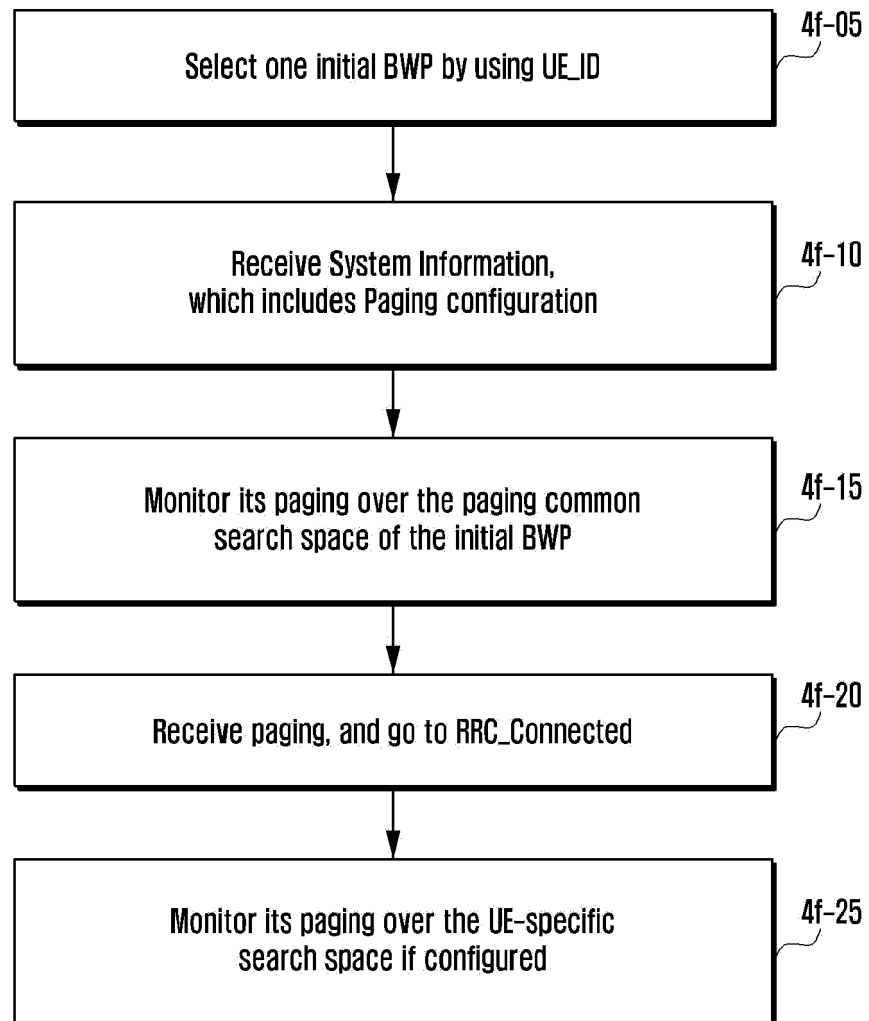 4f-05
Select one initial BWP by using UE_ID
4f-10
Receive System Information,
which includes Paging configuration
4f-15
Monitor its paging over the paging common
search space of the initial BWP
4f-20
Receive paging, and go to RRC_Connected
4f-25
Monitor its paging over the UE-specific
search space if configured